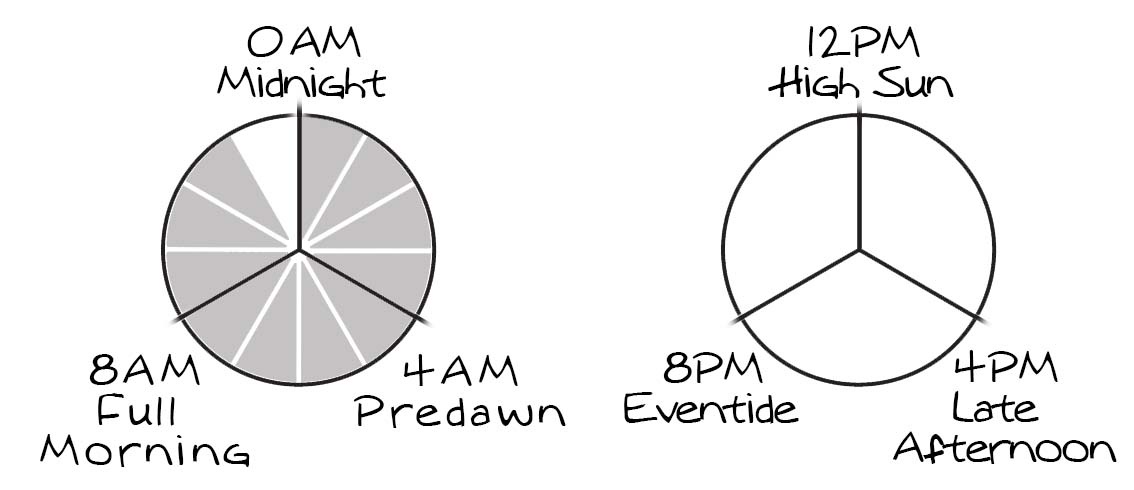 0AM
Midnight
12PM
High Sun
8AM
Full
Morning
4AM
Predawn
8PM
Eventide
4PM
Late
Afternoon